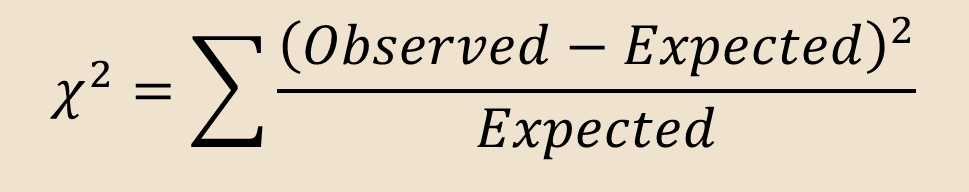 χ² = ∑ (Observed − Expected)²
Expected